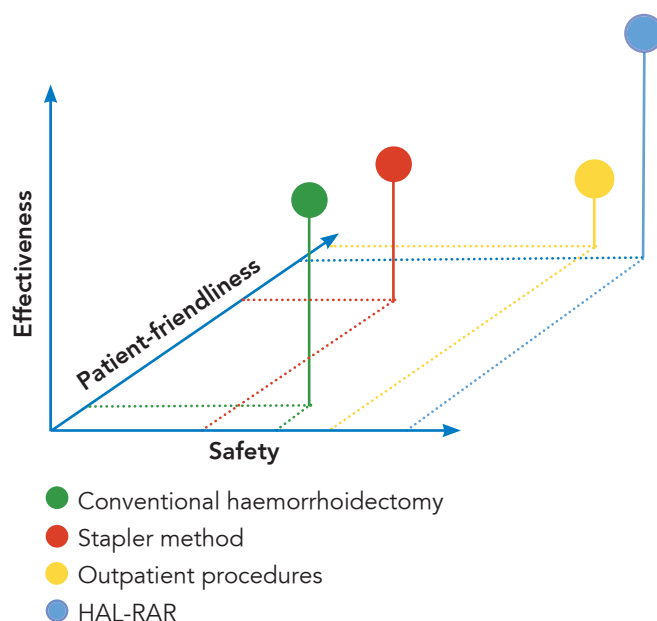 Effectiveness
Patient-friendliness
Safety
Conventional haemorrhoidectomy
Stapler method
Outpatient procedures
HAL-RAR